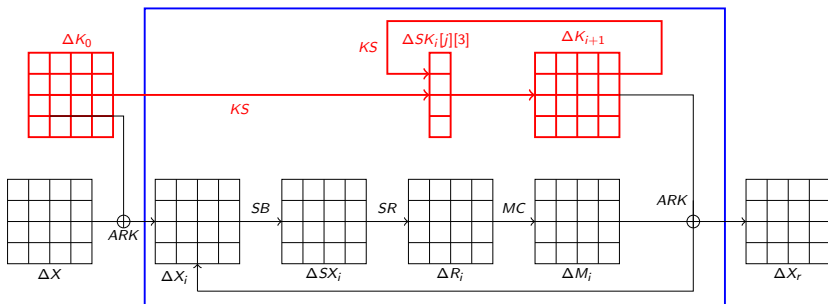 ΔK₀
ΔSKᵢ[j][3]
ΔKᵢ₊₁
KS
KS
ARK
SB
SR
MC
ARK
ΔX
ΔXᵢ
ΔSXᵢ
ΔRᵢ
ΔMᵢ
ΔXᵣ